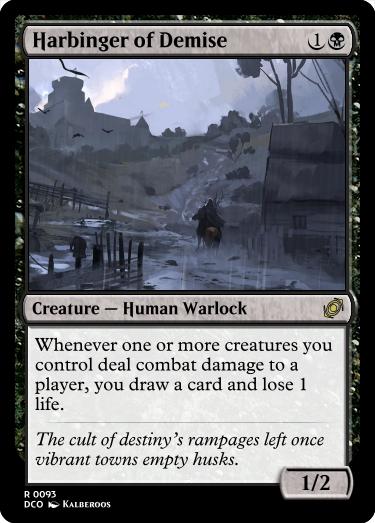 Harbinger of Demise 1
Creature — Human Warlock
Whenever one or more creatures you
control deal combat damage to a
player, you draw a card and lose 1
life.
The cult of destiny's rampages left once
vibrant towns empty husks.
1/2
R 0093
DCO KALBEROOS